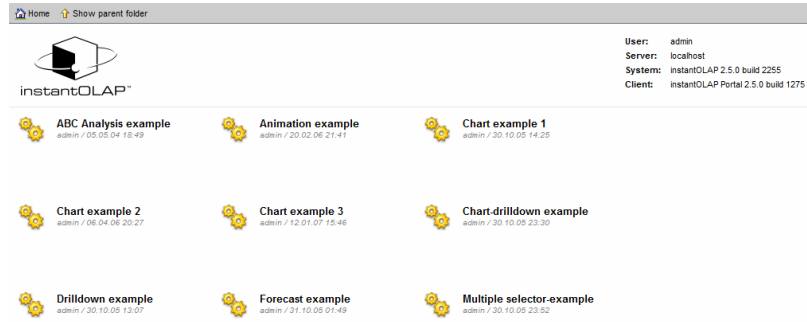 Home Show parent folder
User: admin
Server: localhost
System: instantOLAP 2.5.0 build 2255
Client: instantOLAP Portal 2.5.0 build 1275
instantOLAP™
ABC Analysis example Animation example Chart example 1
admin / 05.05.04 18:49 admin / 20.02.06 21:41 admin / 30.10.05 14:25
Chart example 2 Chart example 3 Chart-drilldown example
admin / 06.04.06 20:27 admin / 12.01.07 15:46 admin / 30.10.05 23:30
Drilldown example Forecast example Multiple selector-example
admin / 30.10.05 13:07 admin / 31.10.05 01:49 admin / 30.10.05 23:52